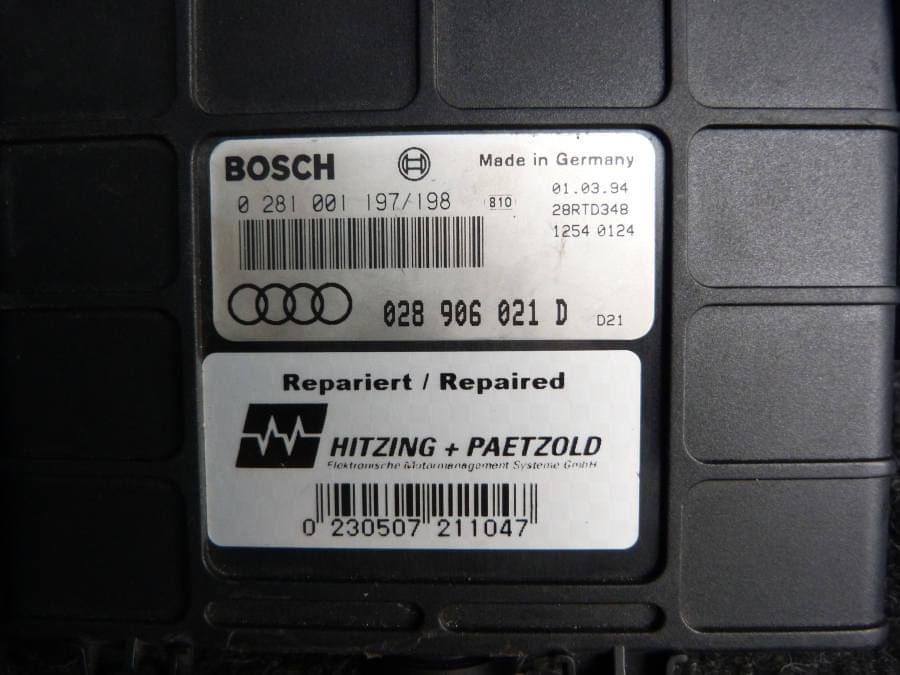 BOSCH
Made in Germany
0 281 001 197/198
810
01.03.94
28RTD348
1254 0124
028 906 021 D
D21
Repariert / Repaired
HITZING + PAETZOLD
Elektronische Motormanagement Systeme GmbH
0 230507 211047